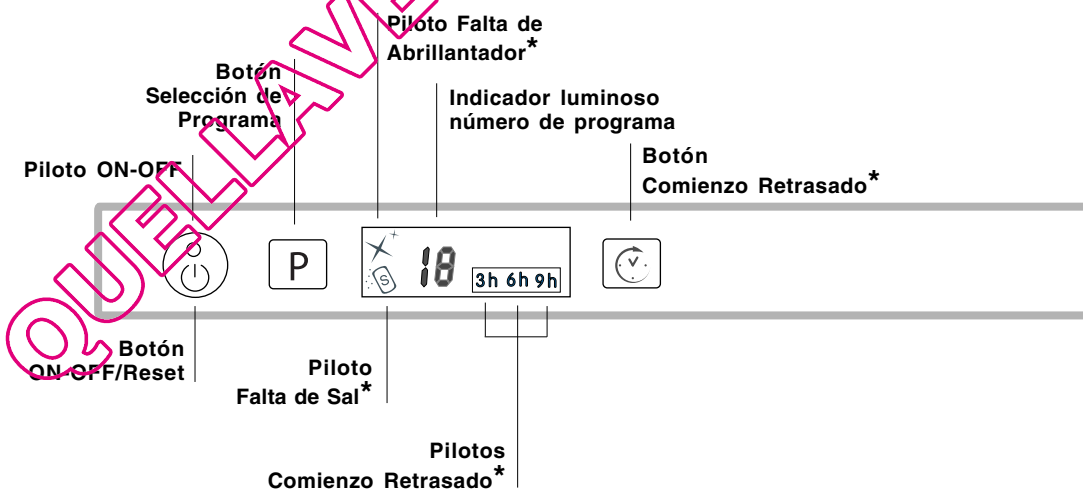 Piloto Falta de
Abrillantador*
Botón
Selección de
Programa
Indicador luminoso
número de programa
Piloto ON-OFF
Botón
Comienzo Retrasado*
P
S
18
3h 6h 9h
Botón
ON-OFF/Reset
Piloto
Falta de Sal*
Pilotos
Comienzo Retrasado*
QUELLAVE